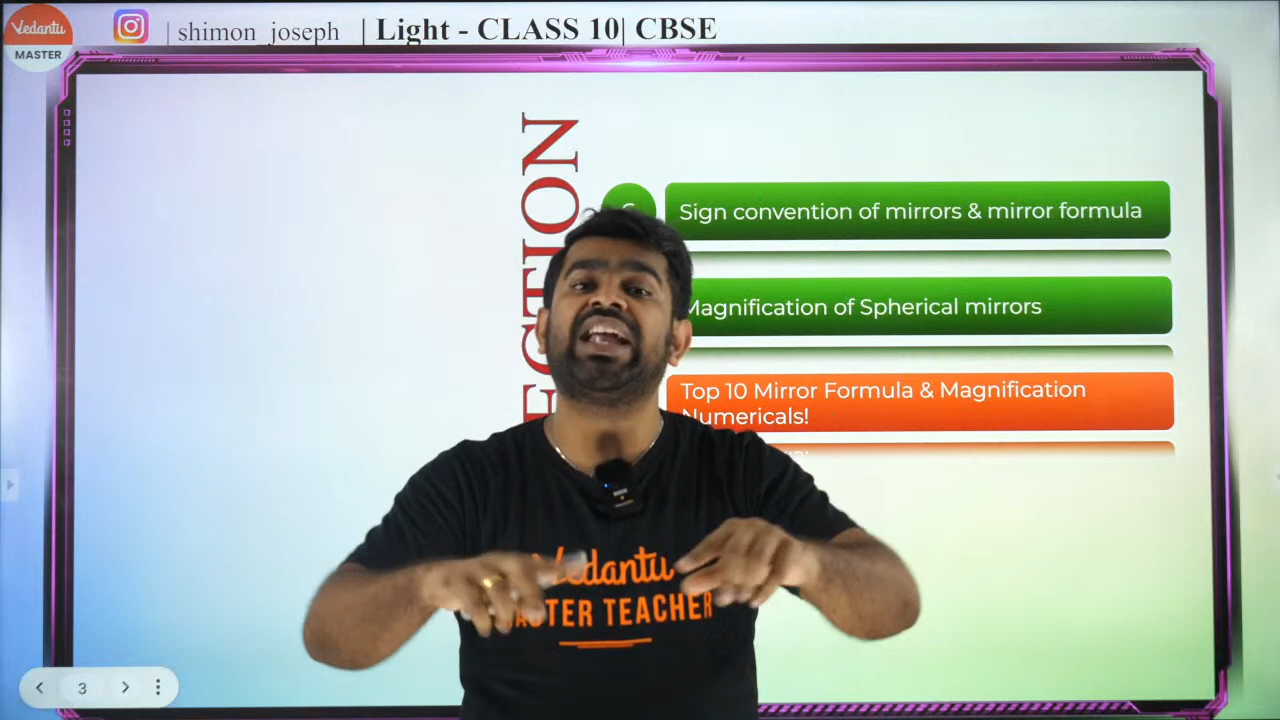 Vedantu
MASTER
| shimon_joseph | Light - CLASS 10| CBSE
Sign convention of mirrors & mirror formula
Magnification of Spherical mirrors
Top 10 Mirror Formula & Magnification
Numericals!
Vedantu
MASTER TEACHER
3